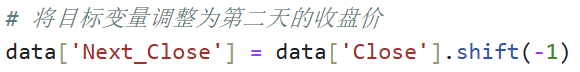 # 将目标变量调整为第二天的收盘价
data['Next_Close'] = data['Close'].shift(-1)